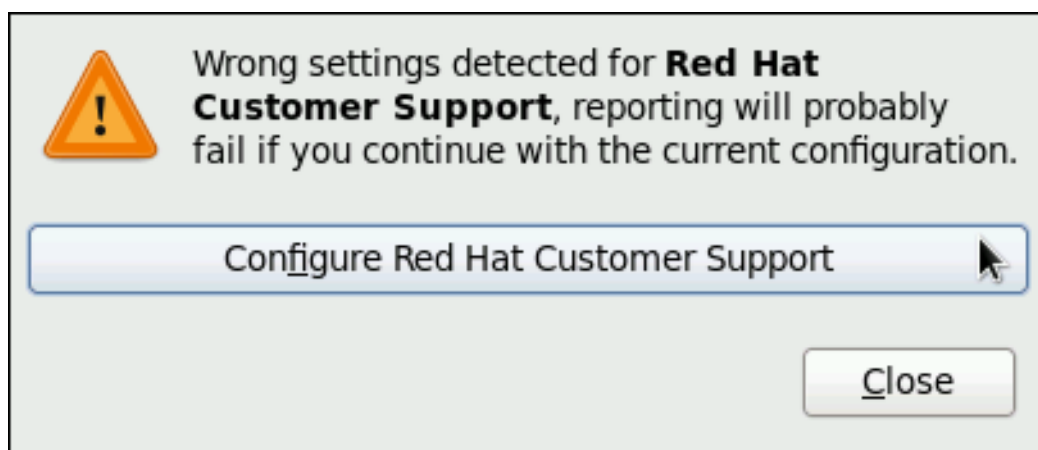 Wrong settings detected for Red Hat
Customer Support, reporting will probably
fail if you continue with the current configuration.
Configure Red Hat Customer Support
Close